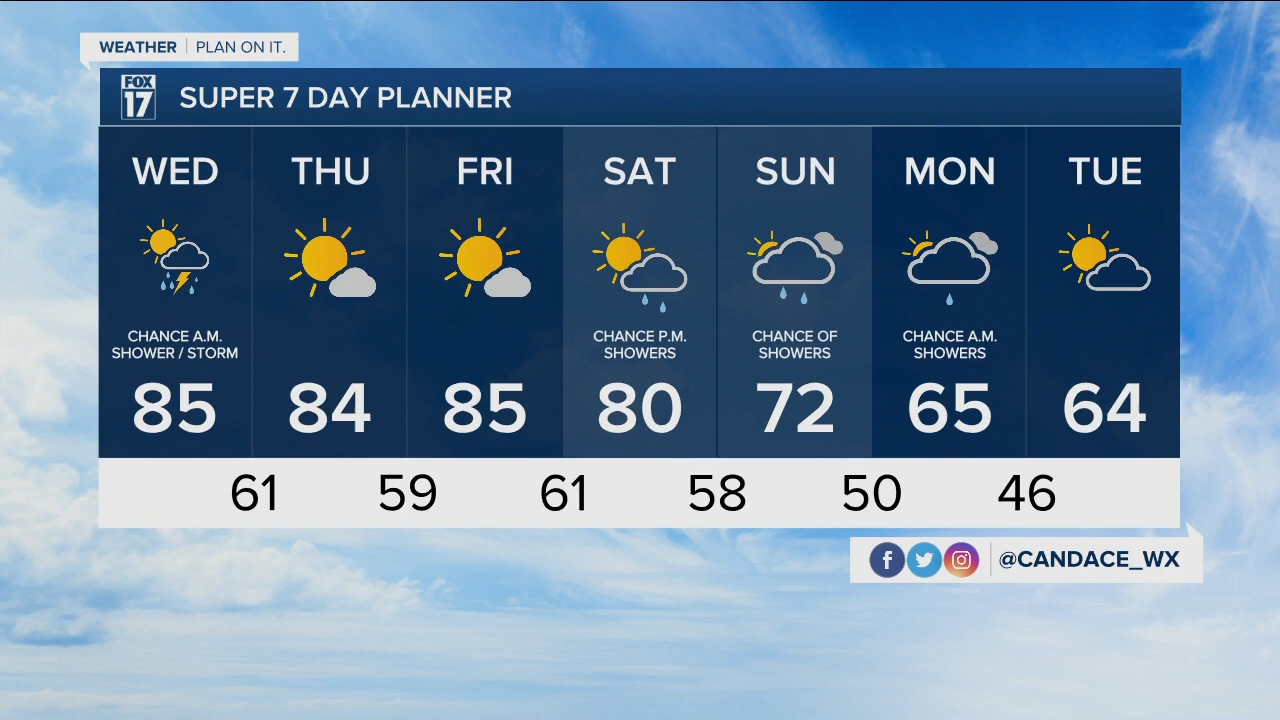 WEATHER | PLAN ON IT.
FOX
17
SUPER 7 DAY PLANNER
WED THU FRI SAT SUN MON TUE
CHANCE A.M.
SHOWER / STORM
CHANCE P.M.
SHOWERS
CHANCE OF
SHOWERS
CHANCE A.M.
SHOWERS
85 84 85 80 72 65 64
61 59 61 58 50 46
@CANDACE_WX